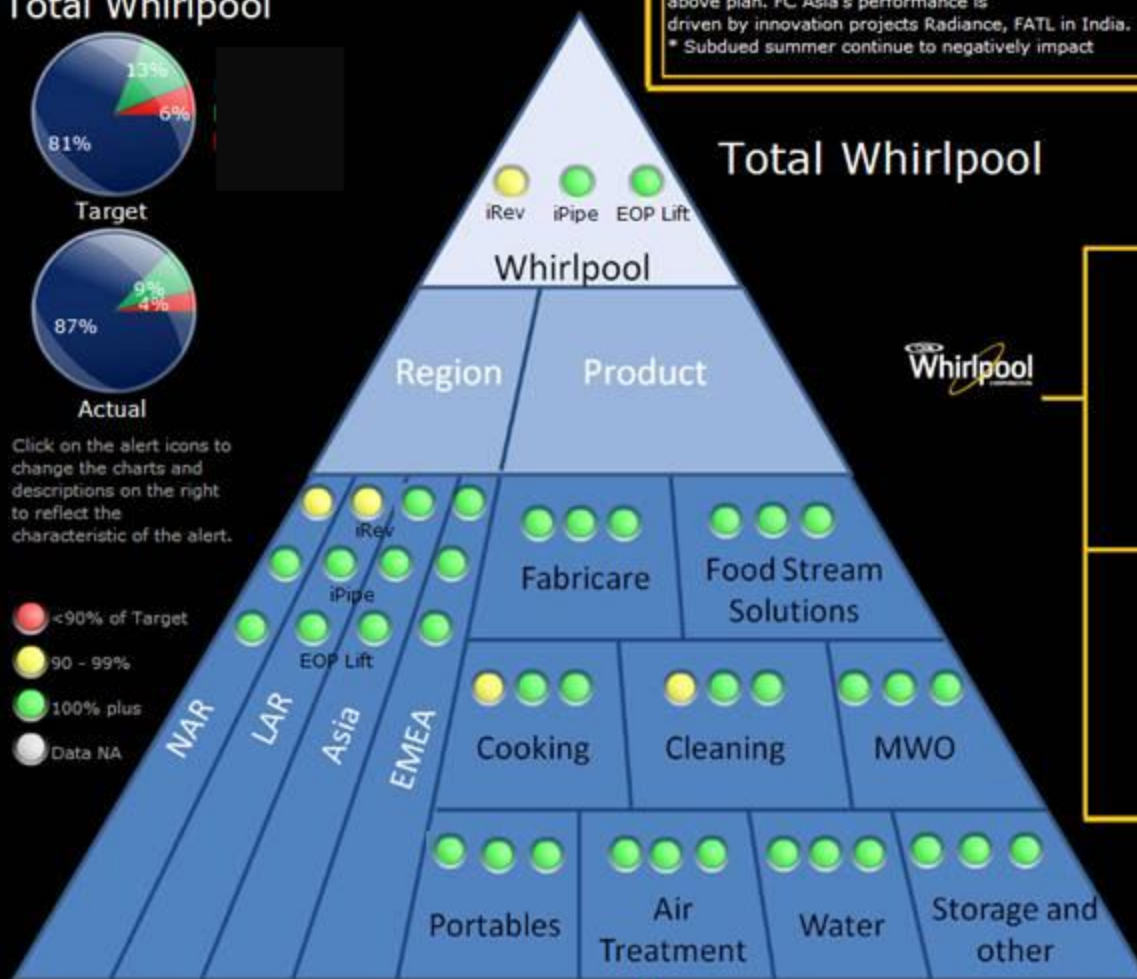 Total Whirlpool
13%
6%
81%
Target
9%
4%
87%
Actual
Click on the alert icons to
change the charts and
descriptions on the right
to reflect the
characteristic of the alert.
<90% of Target
90 - 99%
100% plus
Data NA
above plan. FC Asia's performance is
driven by innovation projects Radiance, FATL in India.
* Subdued summer continue to negatively impact
Total Whirlpool
iRev iPipe EOP Lift
Whirlpool
Region Product
Whirlpool
CORPORATION
iRev
iPipe
EOP Lift
NAR
LAR
Asia
EMEA
Fabricare
Food Stream
Solutions
Cooking
Cleaning
MWO
Portables
Air
Treatment
Water
Storage and
other